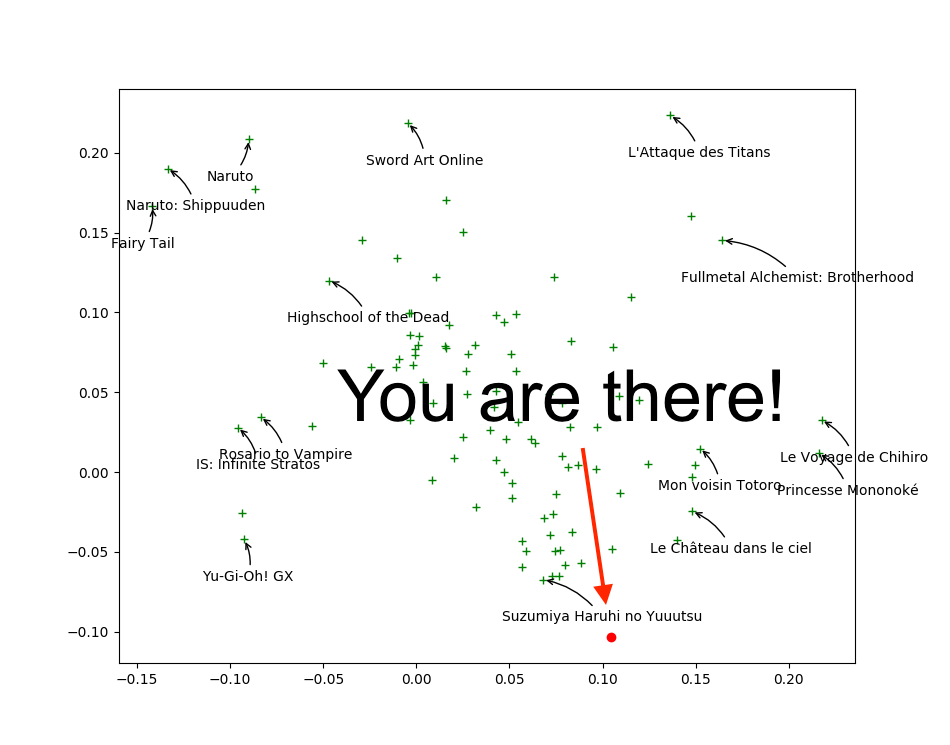 0.20
0.15
0.10
0.05
0.00
−0.05
−0.10
−0.15
−0.10
−0.05
0.00
0.05
0.10
0.15
0.20
L'Attaque des Titans
Sword Art Online
Naruto
Naruto: Shippuuden
Fairy Tail
Fullmetal Alchemist: Brotherhood
Highschool of the Dead
You are there!
Rosario to Vampire
IS: Infinite Stratos
Le Voyage de Chihiro
Mon voisin Totoro
Princesse Mononoké
Le Château dans le ciel
Yu-Gi-Oh! GX
Suzumiya Haruhi no Yuuutsu